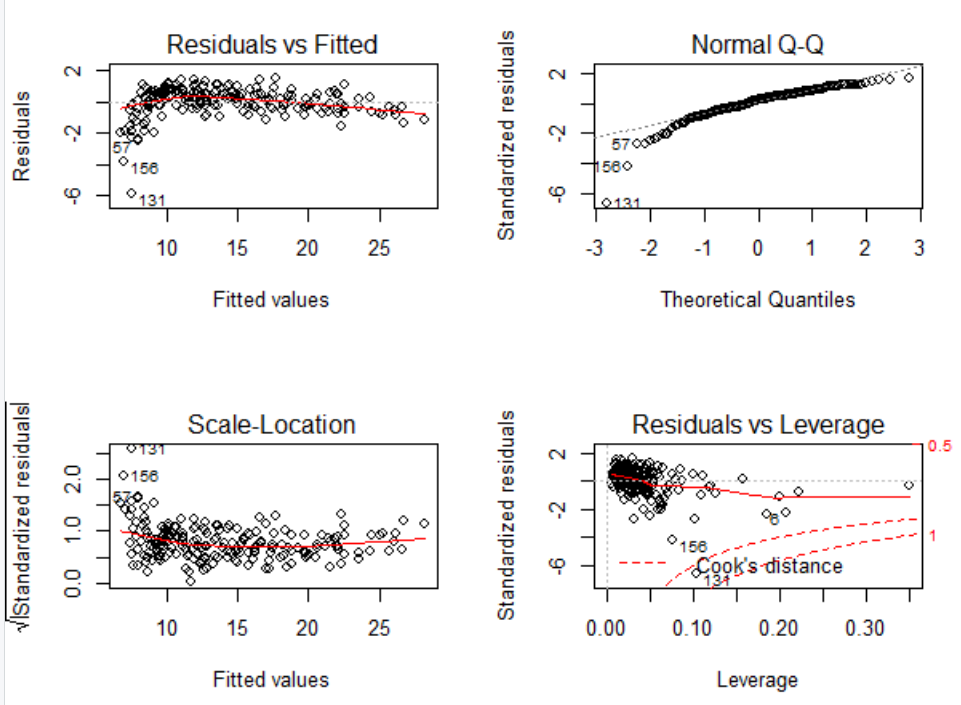 Residuals vs Fitted
Residuals
2
-2
-6
57
156
131
10 15 20 25
Fitted values
Normal Q-Q
Standardized residuals
2
-2
-6
57
156
131
-3 -2 -1 0 1 2 3
Theoretical Quantiles
Scale-Location
√|Standardized residuals|
2.0
1.0
0.0
131
156
57
10 15 20 25
Fitted values
Residuals vs Leverage
Standardized residuals
2
-2
-6
0.5
1
6
156
Cook's distance
131
0.00 0.10 0.20 0.30
Leverage